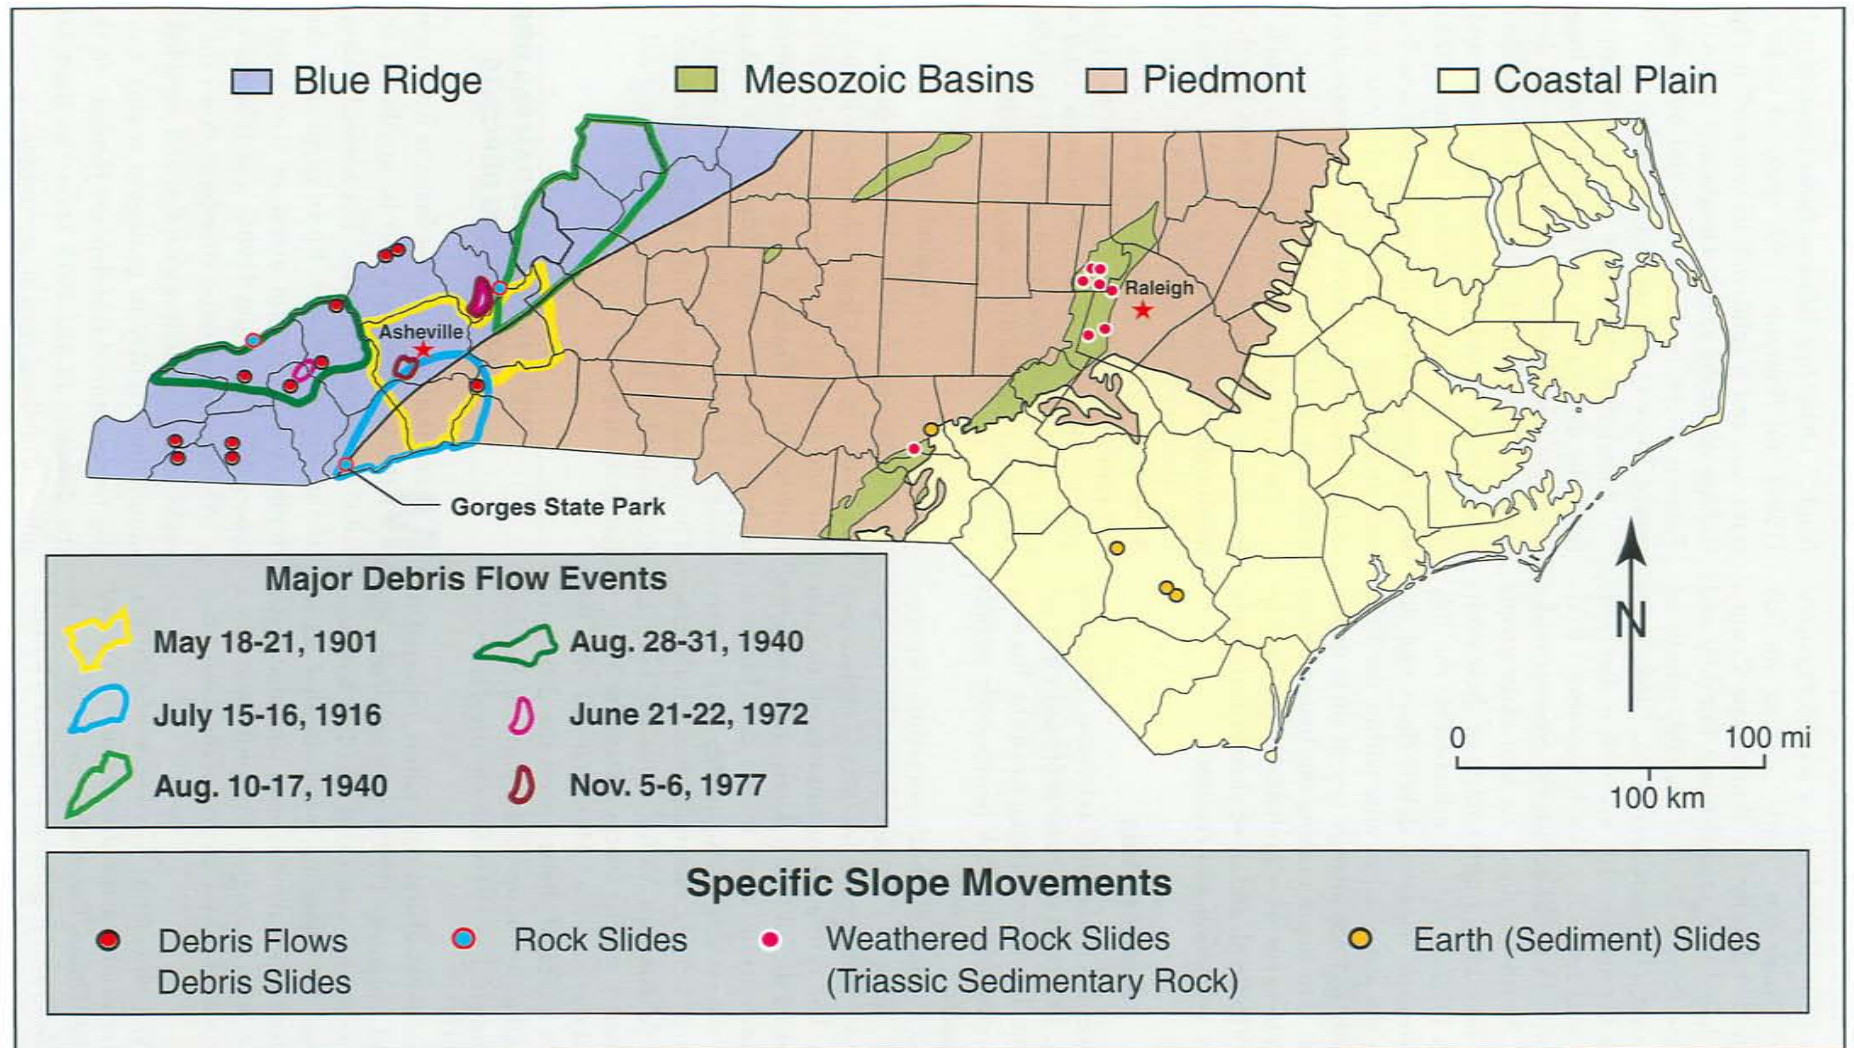 Blue Ridge
Mesozoic Basins
Piedmont
Coastal Plain
Asheville
Raleigh
Gorges State Park
Major Debris Flow Events
May 18-21, 1901
Aug. 28-31, 1940
July 15-16, 1916
June 21-22, 1972
Aug. 10-17, 1940
Nov. 5-6, 1977
N
0
100 mi
100 km
Specific Slope Movements
Debris Flows
Debris Slides
Rock Slides
Weathered Rock Slides
(Triassic Sedimentary Rock)
Earth (Sediment) Slides